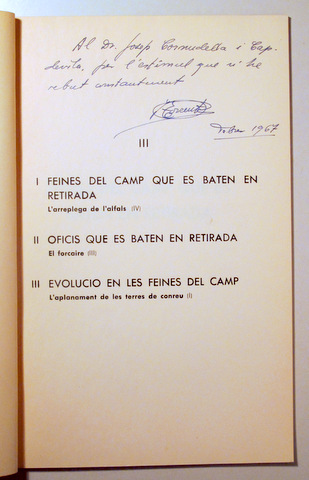 Al Dr. Josep Cornudella i Cap-
devila, per l'estímul que n'he
rebut constantment
1967
III
I FEINES DEL CAMP QUE ES BATEN EN
RETIRADA
L'arreplega de l'alfals (IV)
II OFICIS QUE ES BATEN EN RETIRADA
El forcaire (III)
III EVOLUCIO EN LES FEINES DEL CAMP
L'aplanament de les terres de conreu (I)